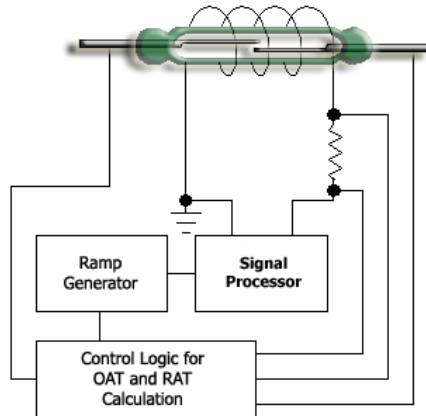 Ramp
Generator
Signal
Processor
Control Logic for
OAT and RAT
Calculation